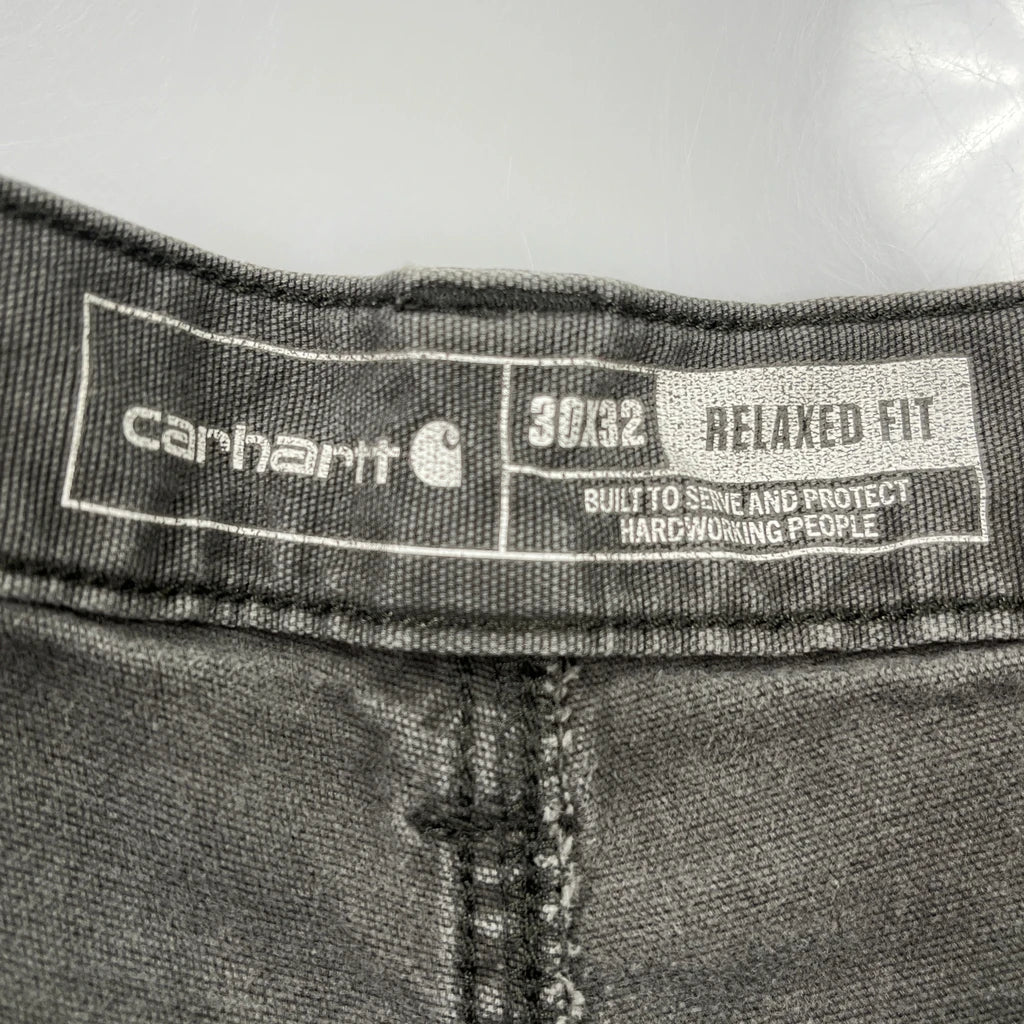 carhartt
30X32
RELAXED FIT
BUILT TO SERVE AND PROTECT
HARDWORKING PEOPLE